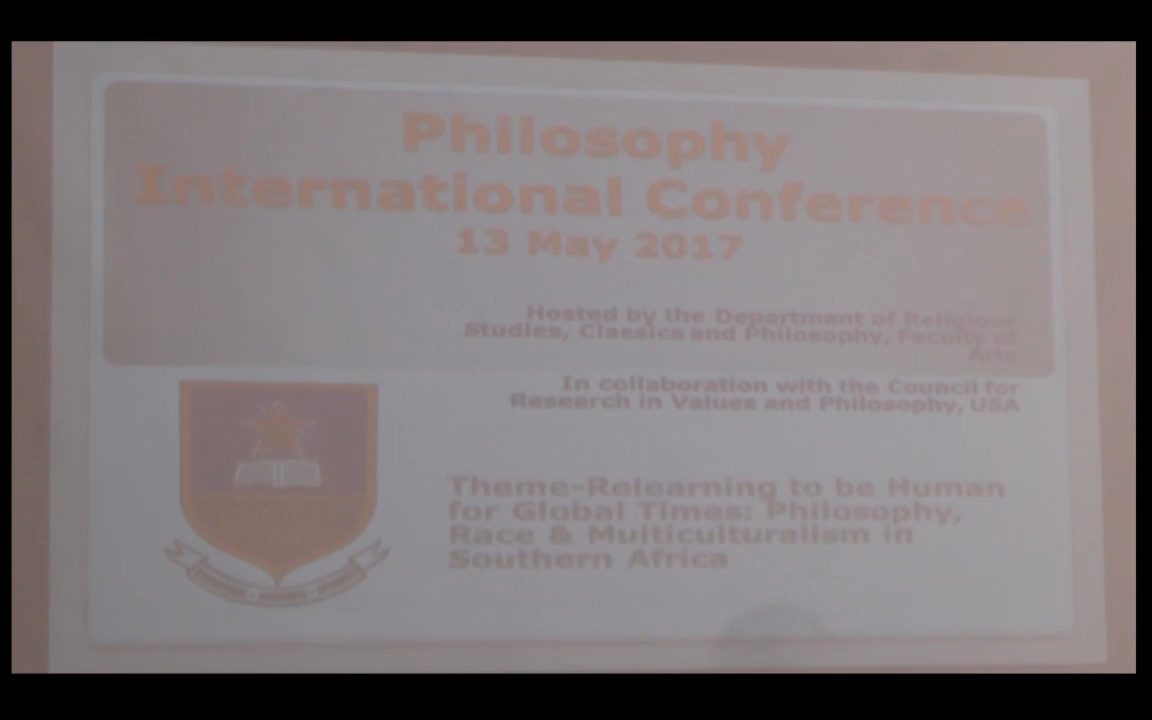 Philosophy
International Conference
13 May 2017
Hosted by the Department of Religious
Studies, Classics and Philosophy, Faculty of
Arts
In collaboration with the Council for
Research in Values and Philosophy, USA
Theme-Relearning to be Human
for Global Times: Philosophy,
Race & Multiculturalism in
Southern Africa